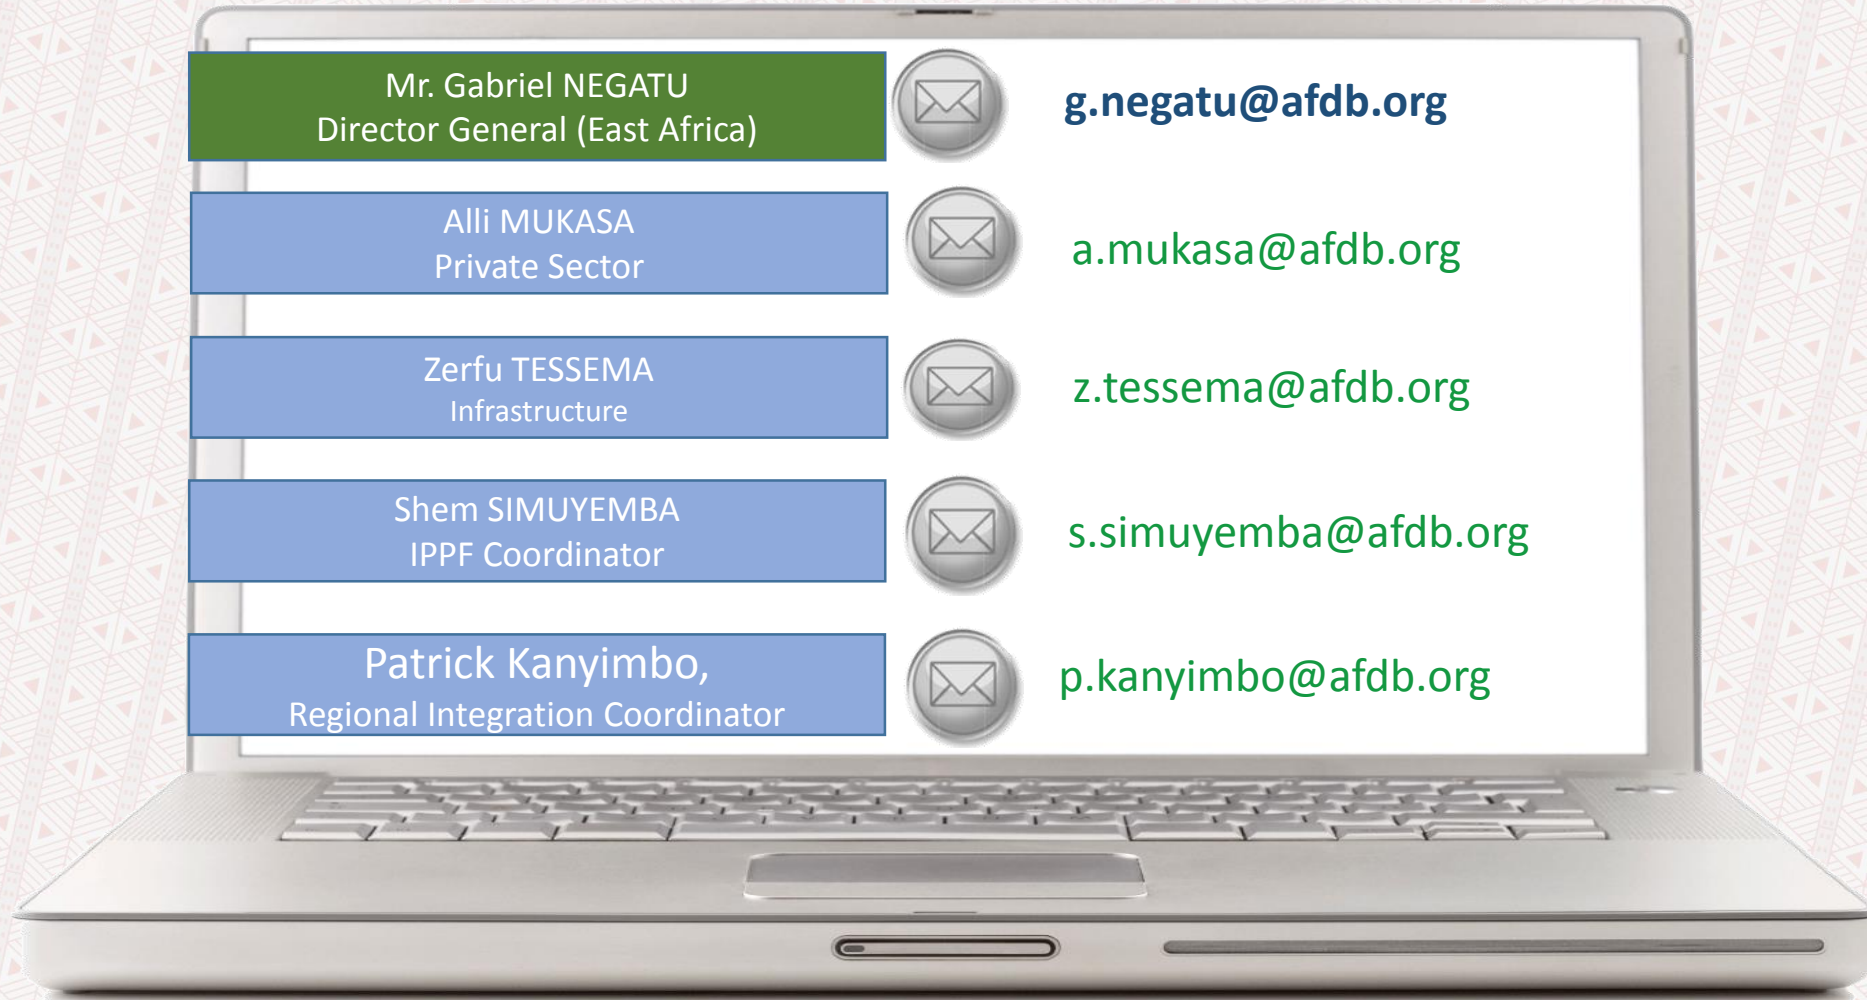 Mr. Gabriel NEGATU
Director General (East Africa)
g.negatu@afdb.org
Alli MUKASA
Private Sector
a.mukasa@afdb.org
Zerfu TESSEMA
Infrastructure
z.tessema@afdb.org
Shem SIMUYEMBA
IPPF Coordinator
s.simuyemba@afdb.org
Patrick Kanyimbo,
Regional Integration Coordinator
p.kanyimbo@afdb.org